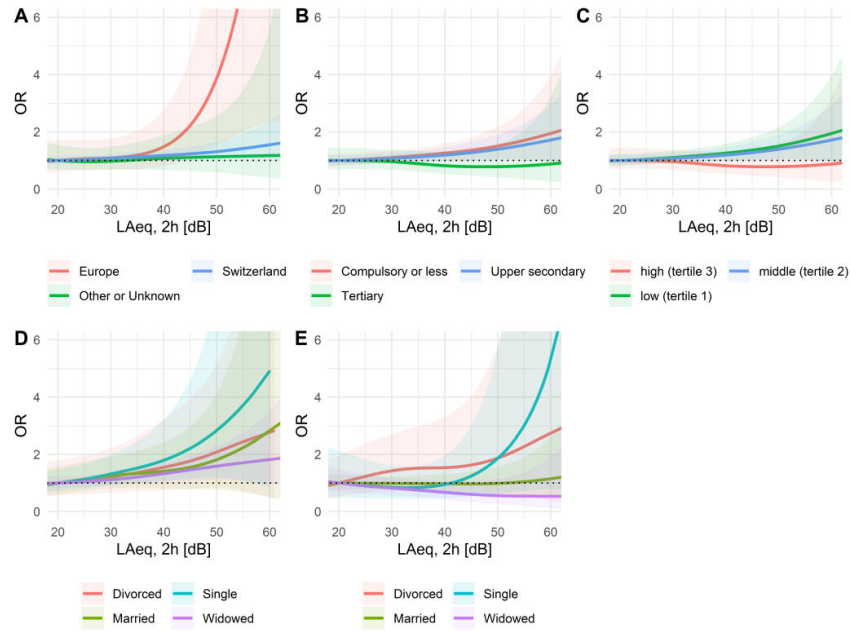 A
B
C
6
4
2
0
OR
20 30 40 50 60
LAeq, 2h [dB]
6
4
2
0
OR
20 30 40 50 60
LAeq, 2h [dB]
6
4
2
0
OR
20 30 40 50 60
LAeq, 2h [dB]
Europe
Switzerland
Other or Unknown
Compulsory or less
Upper secondary
Tertiary
high (tertile 3)
middle (tertile 2)
low (tertile 1)
D
E
6
4
2
0
OR
20 30 40 50 60
LAeq, 2h [dB]
6
4
2
0
OR
20 30 40 50 60
LAeq, 2h [dB]
Divorced
Single
Married
Widowed
Divorced
Single
Married
Widowed